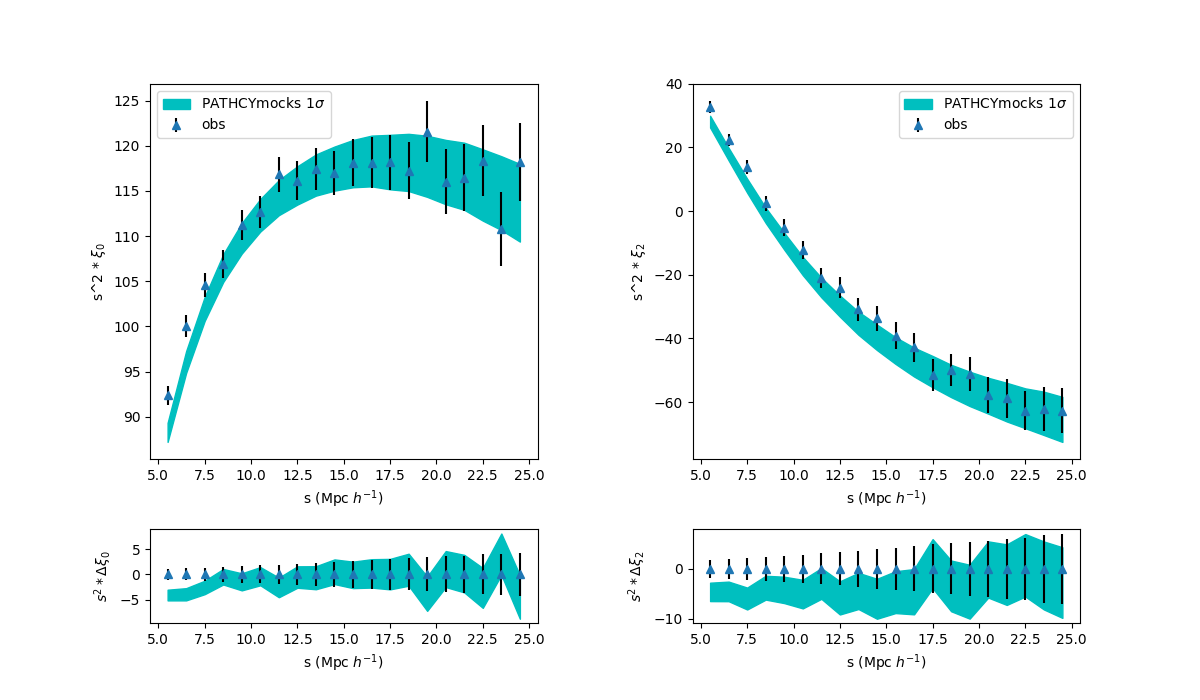 125
120
115
110
105
100
95
90
s^2 * ξ₀
PATHCYmocks 1σ
obs
5.0 7.5 10.0 12.5 15.0 17.5 20.0 22.5 25.0
s (Mpc h⁻¹)
40
20
0
−20
−40
−60
s^2 * ξ₂
PATHCYmocks 1σ
obs
5.0 7.5 10.0 12.5 15.0 17.5 20.0 22.5 25.0
s (Mpc h⁻¹)
5
0
−5
s² * Δξ₀
5.0 7.5 10.0 12.5 15.0 17.5 20.0 22.5 25.0
s (Mpc h⁻¹)
0
−10
s² * Δξ₂
5.0 7.5 10.0 12.5 15.0 17.5 20.0 22.5 25.0
s (Mpc h⁻¹)